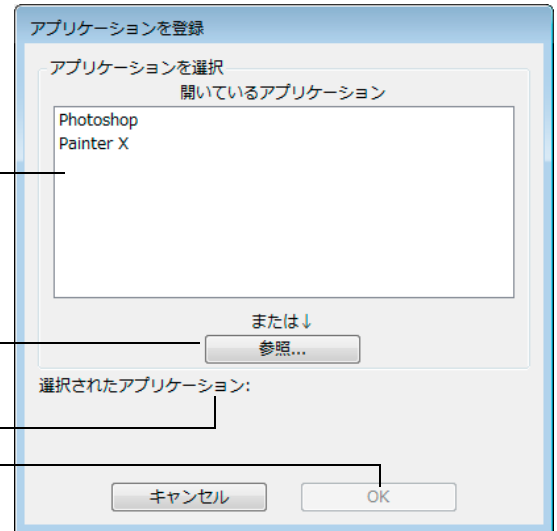 アプリケーションを登録
アプリケーションを選択
開いているアプリケーション
Photoshop
Painter X
または↓
参照...
選択されたアプリケーション:
キャンセル
OK